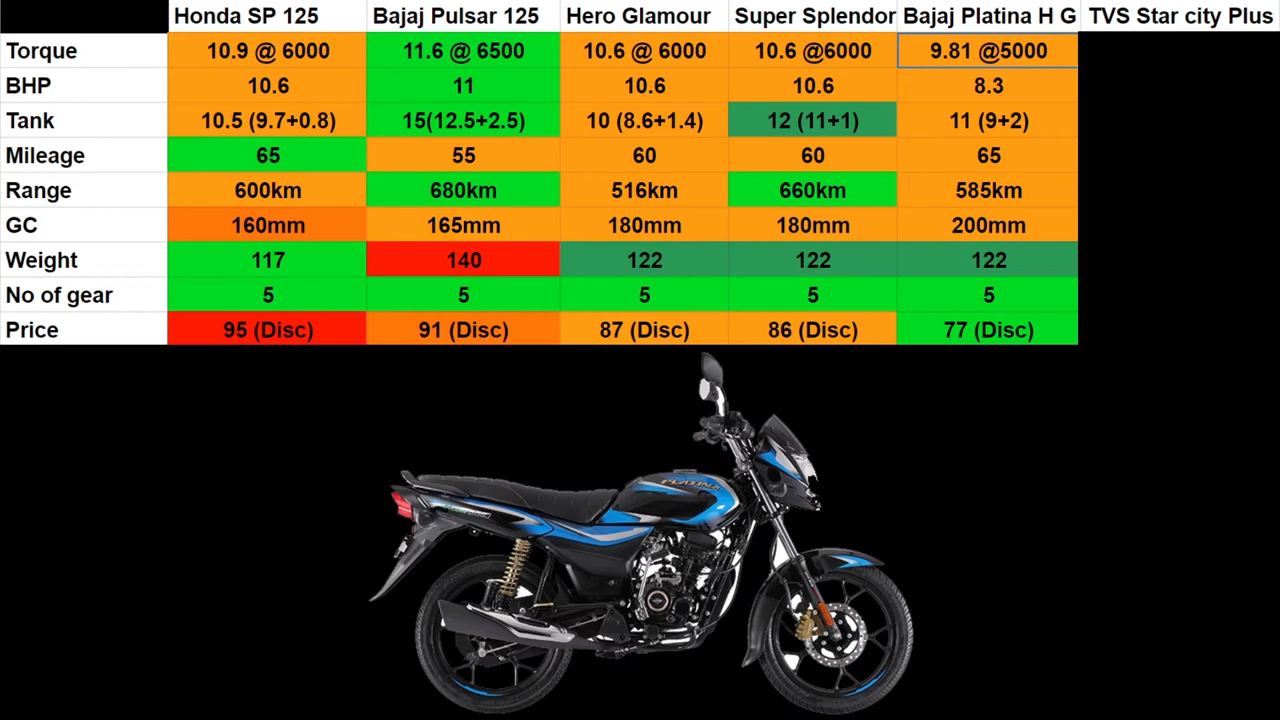 Honda SP 125 Bajaj Pulsar 125 Hero Glamour Super Splendor Bajaj Platina H G TVS Star city Plus
Torque 10.9 @ 6000 11.6 @ 6500 10.6 @ 6000 10.6 @6000 9.81 @5000
BHP 10.6 11 10.6 10.6 8.3
Tank 10.5 (9.7+0.8) 15(12.5+2.5) 10 (8.6+1.4) 12 (11+1) 11 (9+2)
Mileage 65 55 60 60 65
Range 600km 680km 516km 660km 585km
GC 160mm 165mm 180mm 180mm 200mm
Weight 117 140 122 122 122
No of gear 5 5 5 5 5
Price 95 (Disc) 91 (Disc) 87 (Disc) 86 (Disc) 77 (Disc)
PLATINA